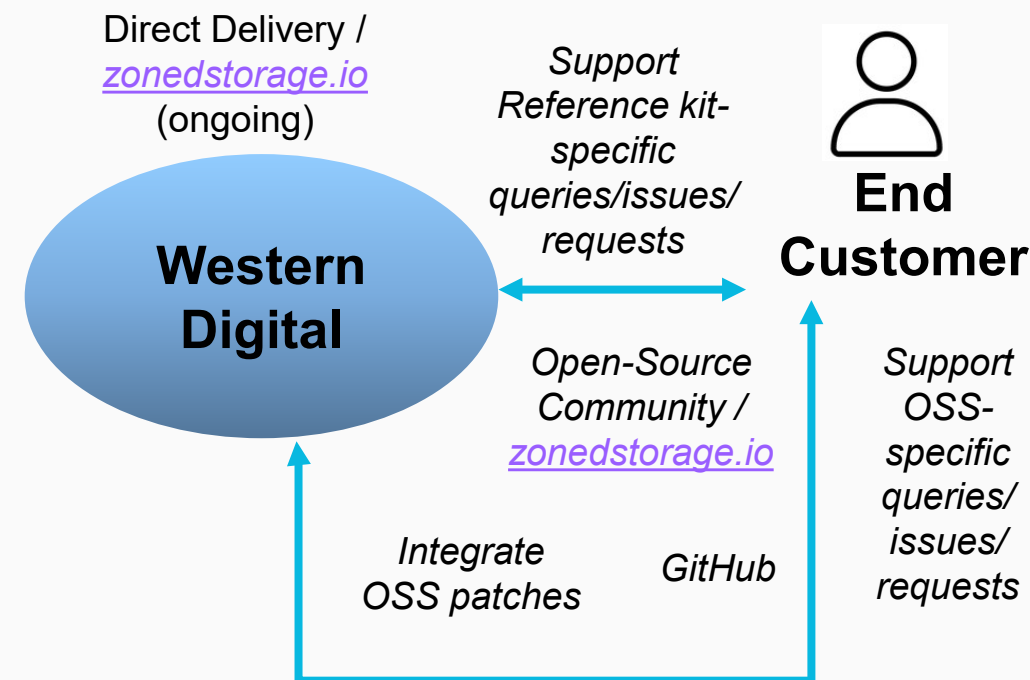 Direct Delivery /
zonedstorage.io
(ongoing)
Support
Reference kit-
specific
queries/issues/
requests
End
Customer
Western
Digital
Open-Source
Community /
zonedstorage.io
Support
OSS-
specific
queries/
issues/
requests
Integrate
OSS patches
GitHub